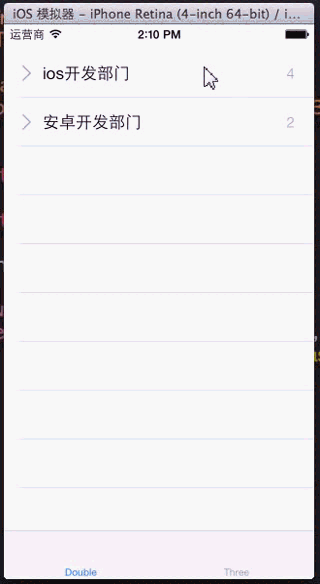 iOS 模拟器 - iPhone Retina (4-inch 64-bit) / i...
运营商 2:10 PM
ios开发部门 4
安卓开发部门 2
Double Three